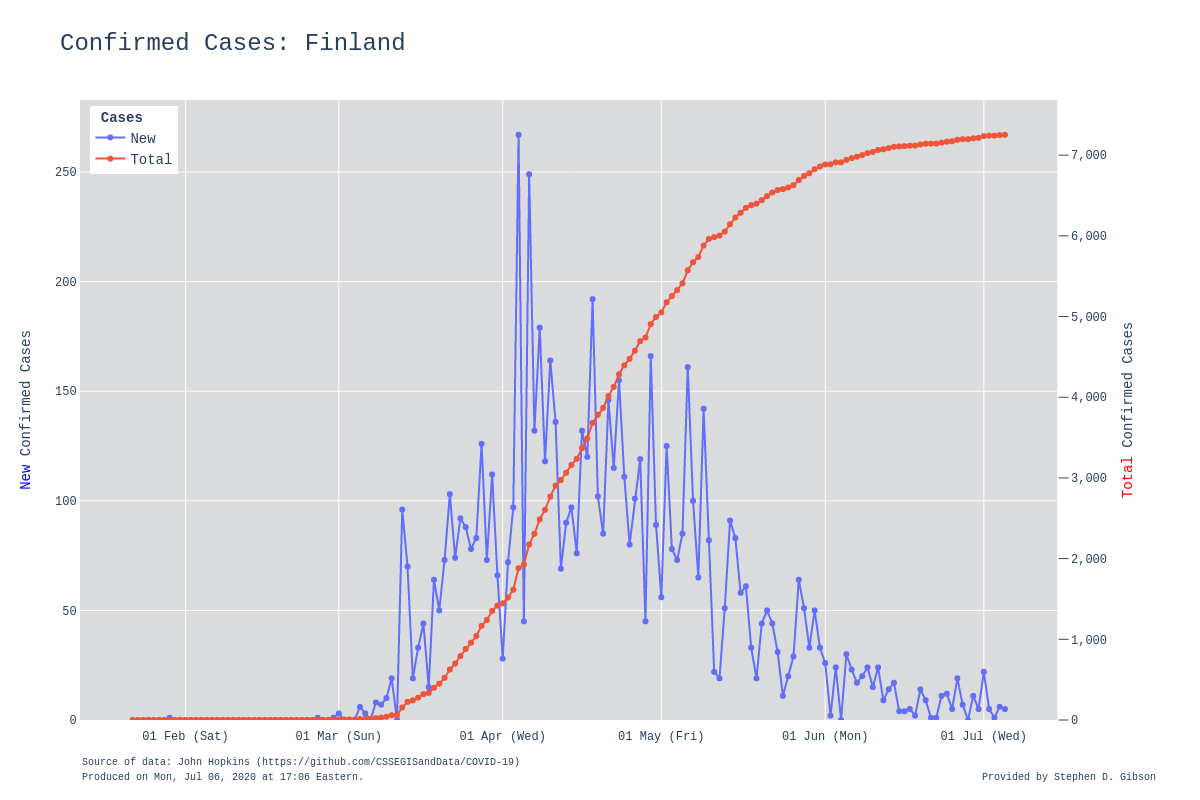 Confirmed Cases: Finland
Cases
New
Total
250
200
150
100
50
0
7,000
6,000
5,000
4,000
3,000
2,000
1,000
0
New Confirmed Cases
Total Confirmed Cases
01 Feb (Sat) 01 Mar (Sun) 01 Apr (Wed) 01 May (Fri) 01 Jun (Mon) 01 Jul (Wed)
Source of data: John Hopkins (https://github.com/CSSEGISandData/COVID-19)
Produced on Mon, Jul 06, 2020 at 17:06 Eastern.
Provided by Stephen D. Gibson